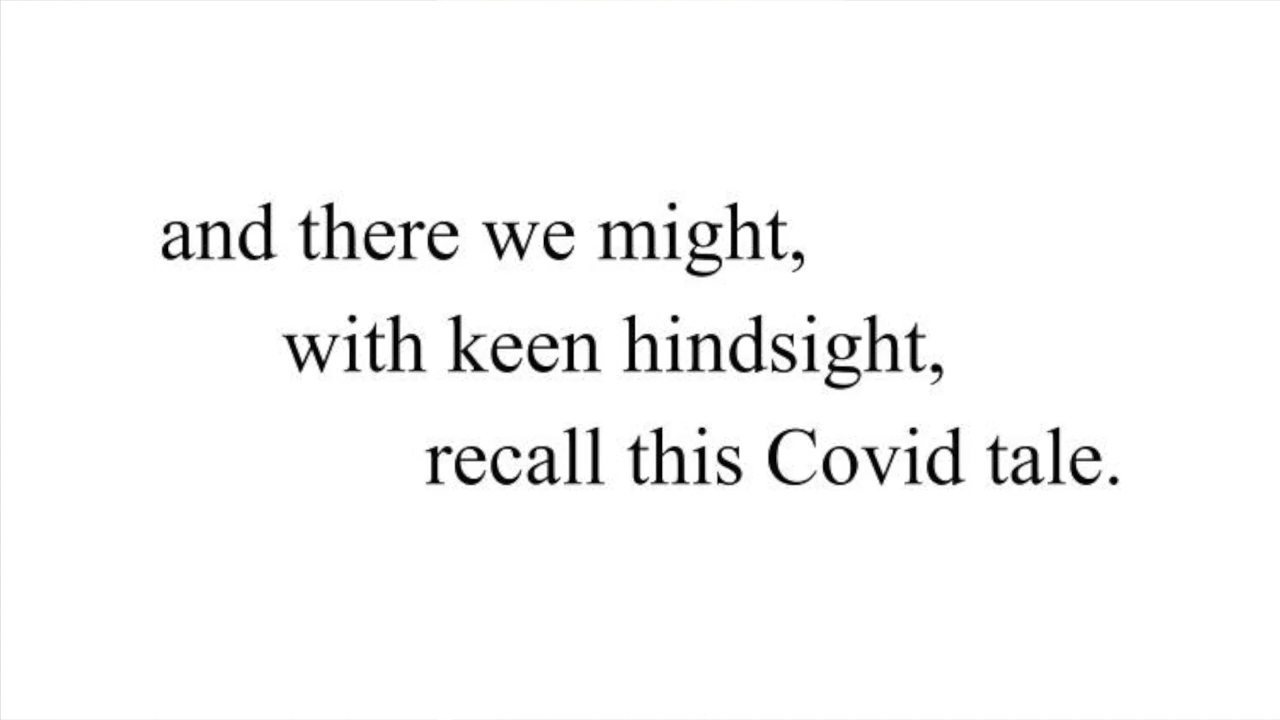 and there we might,
with keen hindsight,
recall this Covid tale.